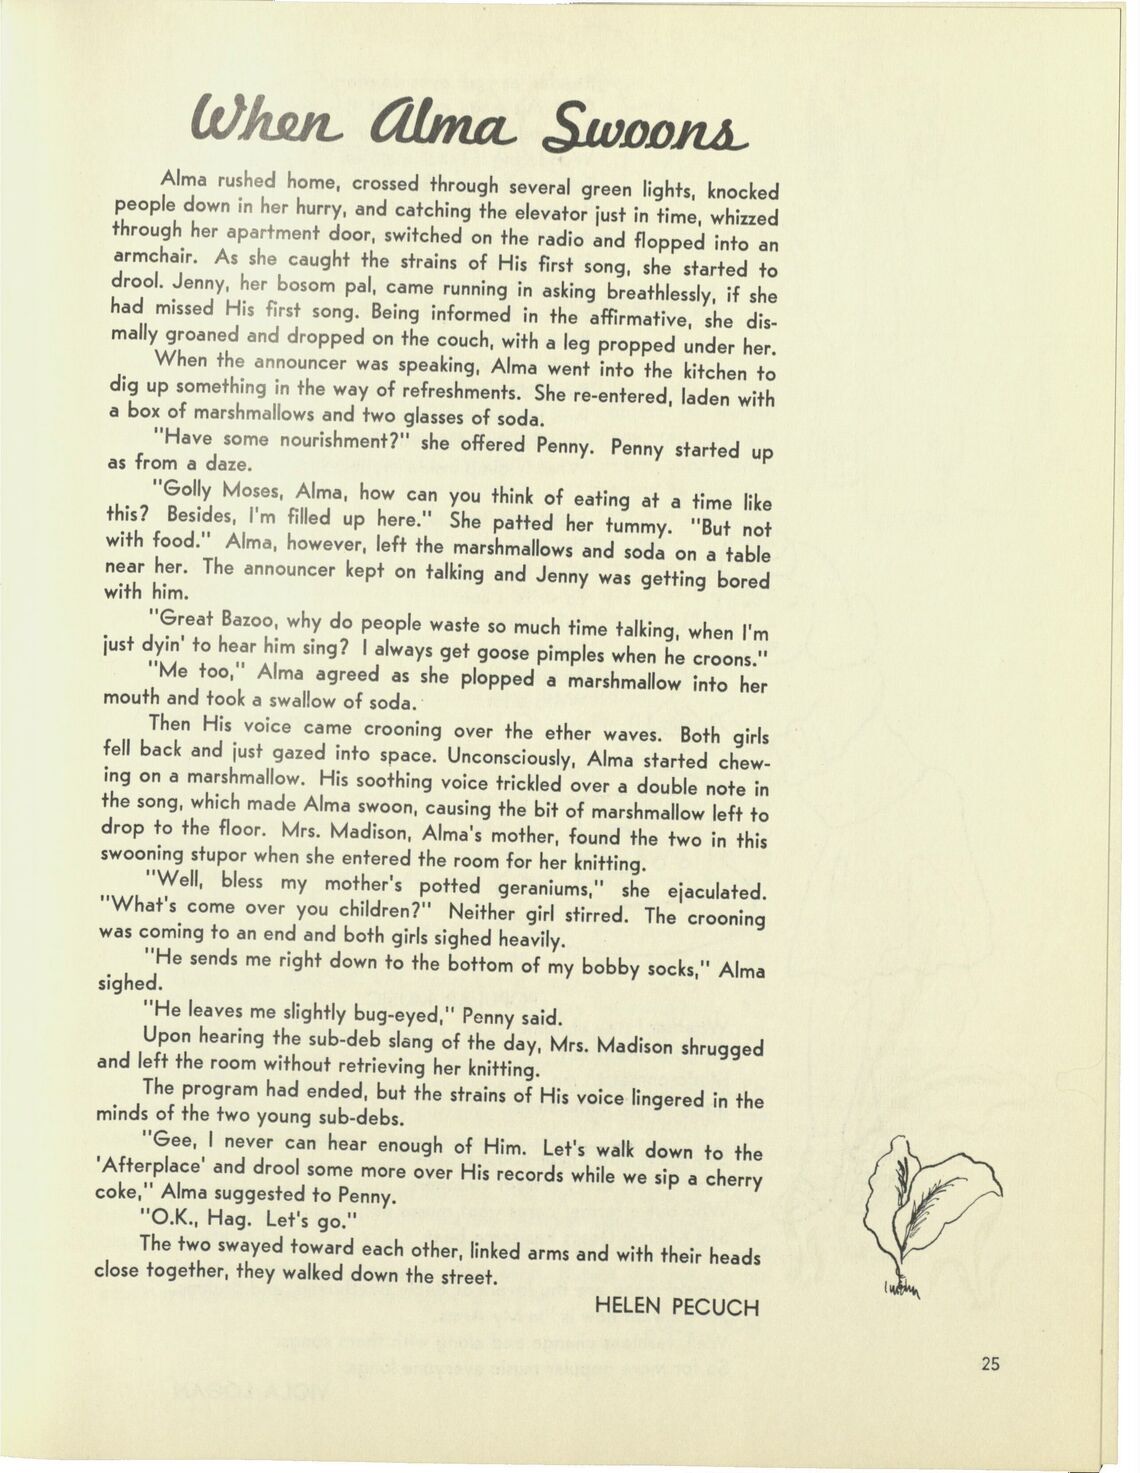 When Alma Swoons
Alma rushed home, crossed through several green lights, knocked
people down in her hurry, and catching the elevator just in time, whizzed
through her apartment door, switched on the radio and flopped into an
armchair. As she caught the strains of His first song, she started to
drool. Jenny, her bosom pal, came running in asking breathlessly, if she
had missed His first song. Being informed in the affirmative, she dis-
mally groaned and dropped on the couch, with a leg propped under her.
When the announcer was speaking, Alma went into the kitchen to
dig up something in the way of refreshments. She re-entered, laden with
a box of marshmallows and two glasses of soda.
"Have some nourishment?" she offered Penny. Penny started up
as from a daze.
"Golly Moses, Alma, how can you think of eating at a time like
this? Besides, I'm filled up here." She patted her tummy. "But not
with food." Alma, however, left the marshmallows and soda on a table
near her. The announcer kept on talking and Jenny was getting bored
with him.
"Great Bazoo, why do people waste so much time talking, when I'm
just dyin' to hear him sing? I always get goose pimples when he croons."
"Me too," Alma agreed as she plopped a marshmallow into her
mouth and took a swallow of soda.
Then His voice came crooning over the ether waves. Both girls
fell back and just gazed into space. Unconsciously, Alma started chew-
ing on a marshmallow. His soothing voice trickled over a double note in
the song, which made Alma swoon, causing the bit of marshmallow left to
drop to the floor. Mrs. Madison, Alma's mother, found the two in this
swooning stupor when she entered the room for her knitting.
"Well, bless my mother's potted geraniums," she ejaculated.
"What's come over you children?" Neither girl stirred. The crooning
was coming to an end and both girls sighed heavily.
"He sends me right down to the bottom of my bobby socks," Alma
sighed.
"He leaves me slightly bug-eyed," Penny said.
Upon hearing the sub-deb slang of the day, Mrs. Madison shrugged
and left the room without retrieving her knitting.
The program had ended, but the strains of His voice lingered in the
minds of the two young sub-debs.
"Gee, I never can hear enough of Him. Let's walk down to the
'Afterplace' and drool some more over His records while we sip a cherry
coke," Alma suggested to Penny.
"O.K., Hag. Let's go."
The two swayed toward each other, linked arms and with their heads
close together, they walked down the street.
HELEN PECUCH
25